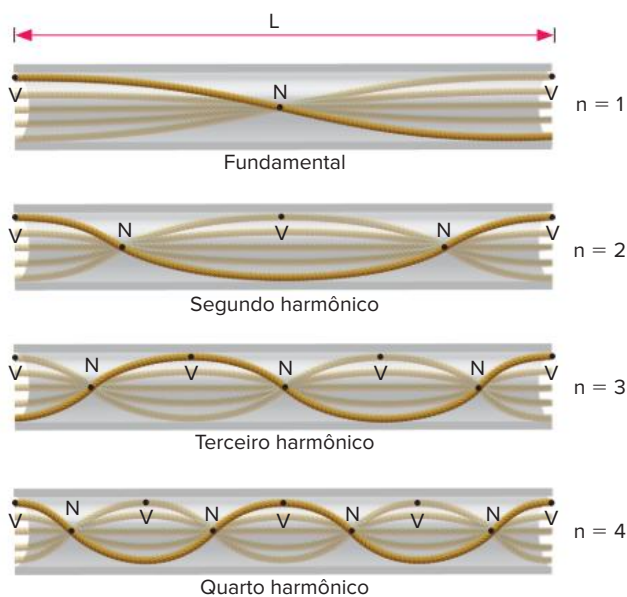 L
V N V n = 1
Fundamental
V N V N V n = 2
Segundo harmônico
V N V N V N V n = 3
Terceiro harmônico
V N V N V N V N V n = 4
Quarto harmônico